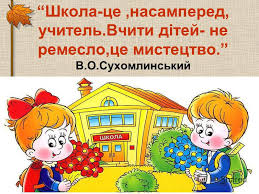 “Школа-це ,насамперед,
учитель.Вчити дітей- не
ремесло,це мистецтво.”
В.О.Сухомлинський
ШКОЛА